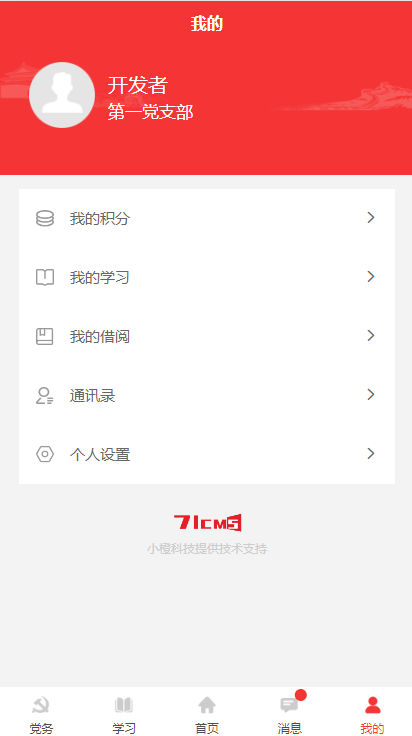 我的
开发者
第一党支部
我的积分
我的学习
我的借阅
通讯录
个人设置
71CMS
小橙科技提供技术支持
党务
学习
首页
消息
我的